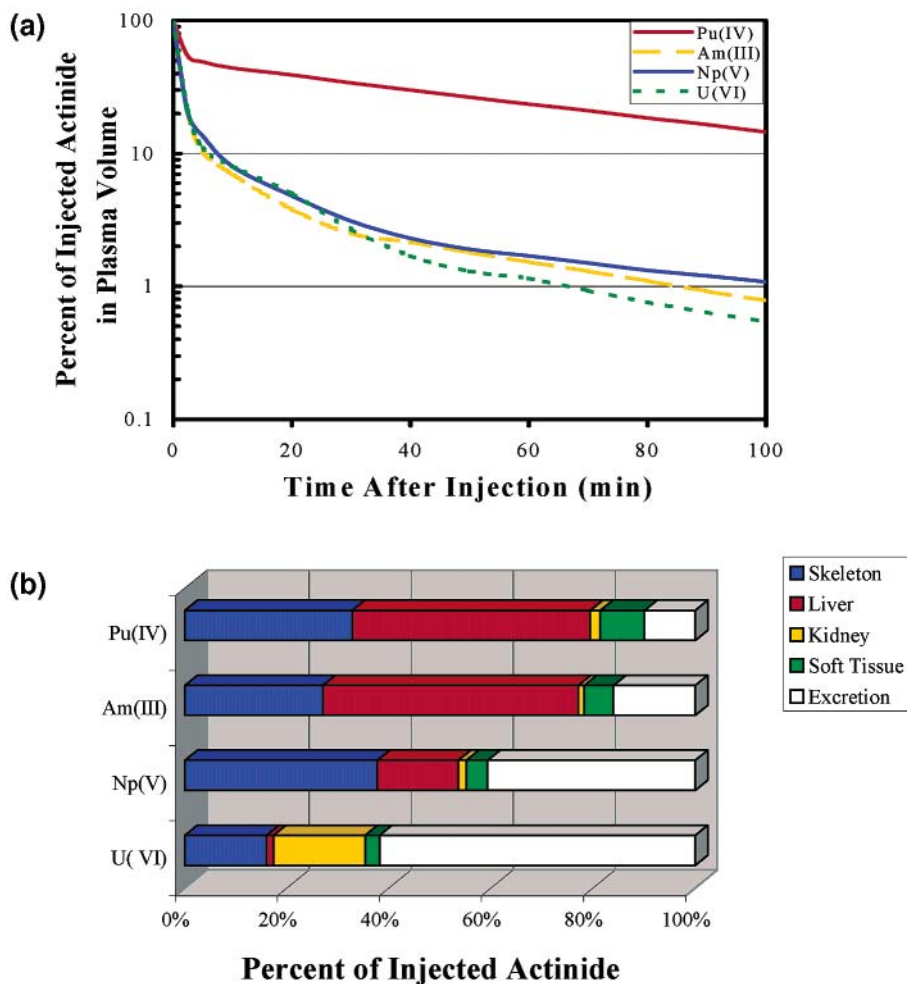 (a)
100
10
1
0.1
Percent of Injected Actinide
in Plasma Volume
Pu(IV)
Am(III)
Np(V)
U(VI)
0 20 40 60 80 100
Time After Injection (min)
(b)
Pu(IV)
Am(III)
Np(V)
U( VI)
0% 20% 40% 60% 80% 100%
Percent of Injected Actinide
Skeleton
Liver
Kidney
Soft Tissue
Excretion